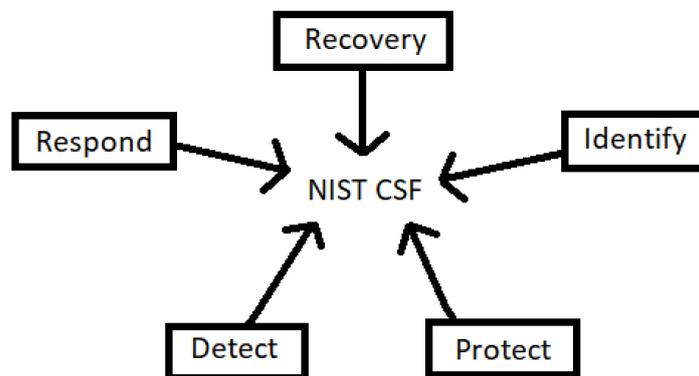 Recovery
Respond
Identify
NIST CSF
Detect
Protect